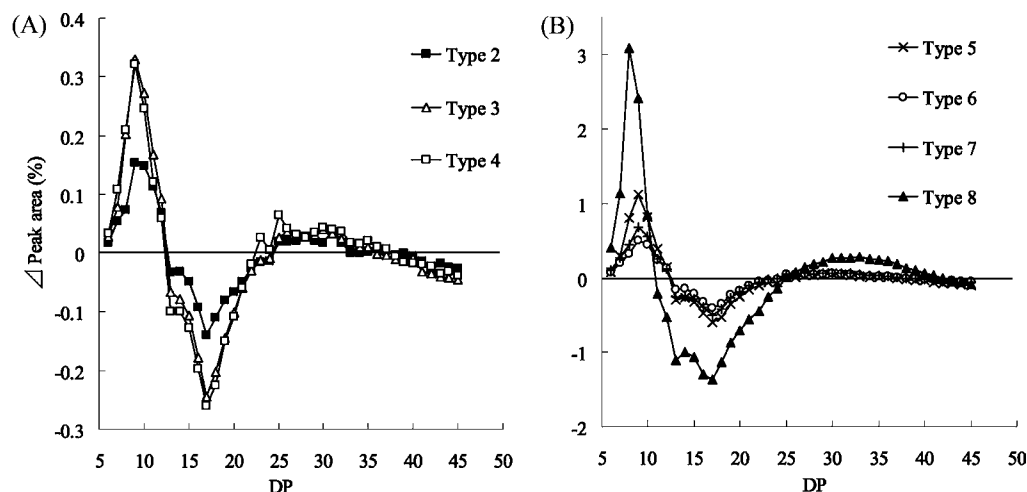 (A)
⊿ Peak area (%)
0.4
0.3
0.2
0.1
0
-0.1
-0.2
-0.3
Type 2
Type 3
Type 4
5 10 15 20 25 30 35 40 45 50
DP
(B)
3
2
1
0
-1
-2
Type 5
Type 6
Type 7
Type 8
5 10 15 20 25 30 35 40 45 50
DP